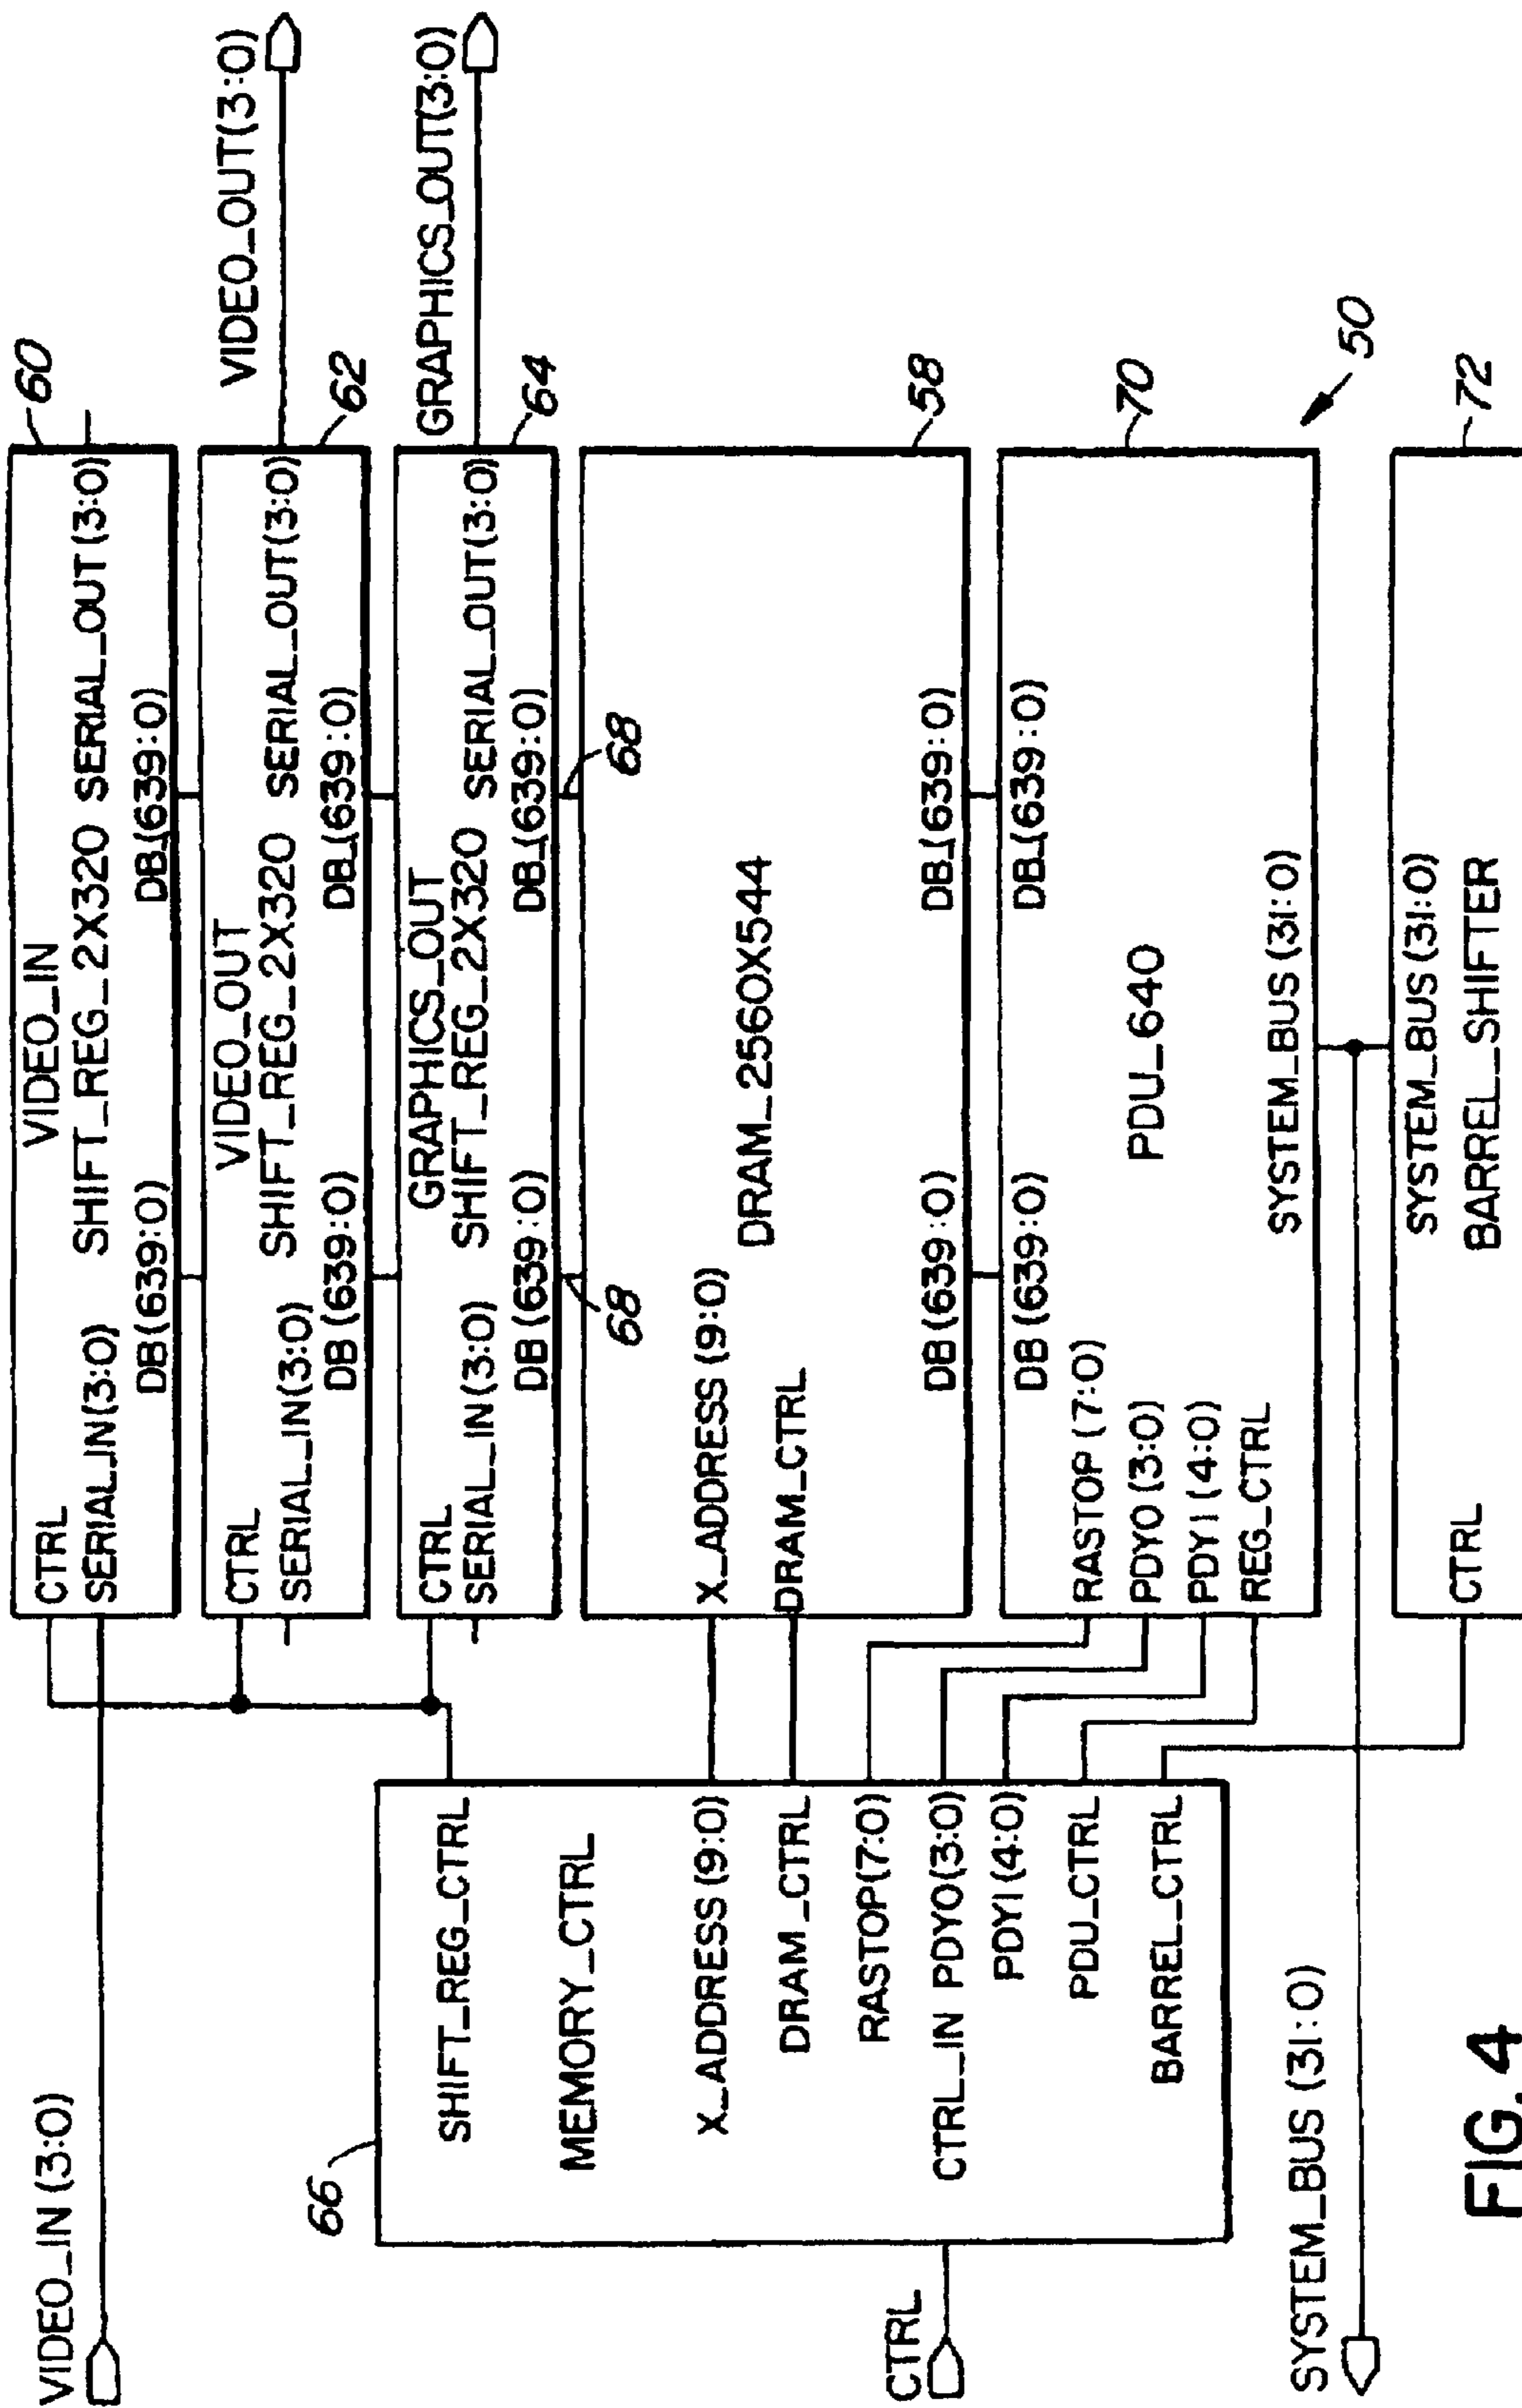 VIDEO_IN (3:0)
CTRL
SERIAL_IN(3:0)
VIDEO_IN
SHIFT_REG_2X320
SERIAL_OUT(3:0)
DB(639:0)
DB_(639:0)
60
CTRL
SERIAL_IN(3:0)
VIDEO_OUT
SHIFT_REG_2X320
SERIAL_OUT(3:0)
DB(639:0)
DB_(639:0)
62
VIDEO_OUT(3:0)
CTRL
SERIAL_IN(3:0)
GRAPHICS_OUT
SHIFT_REG_2X320
SERIAL_OUT(3:0)
DB(639:0)
DB_(639:0)
64
GRAPHICS_OUT(3:0)
68
68
66
SHIFT_REG_CTRL
MEMORY_CTRL
X_ADDRESS (9:0)
DRAM_CTRL
RASTOP(7:0)
CTRL_IN PDY0(3:0)
PDY1(4:0)
PDU_CTRL
BARREL_CTRL
CTRL
X_ADDRESS (9:0)
DRAM_CTRL
DRAM_2560X544
DB(639:0)
DB_(639:0)
58
DB (639:0)
DB_(639:0)
RASTOP (7:0)
PDY0 (3:0)
PDY1 (4:0)
REG_CTRL
PDU_640
SYSTEM_BUS (31:0)
70
50
SYSTEM_BUS (31:0)
SYSTEM_BUS (31:0)
CTRL
BARREL_SHIFTER
72
FIG. 4